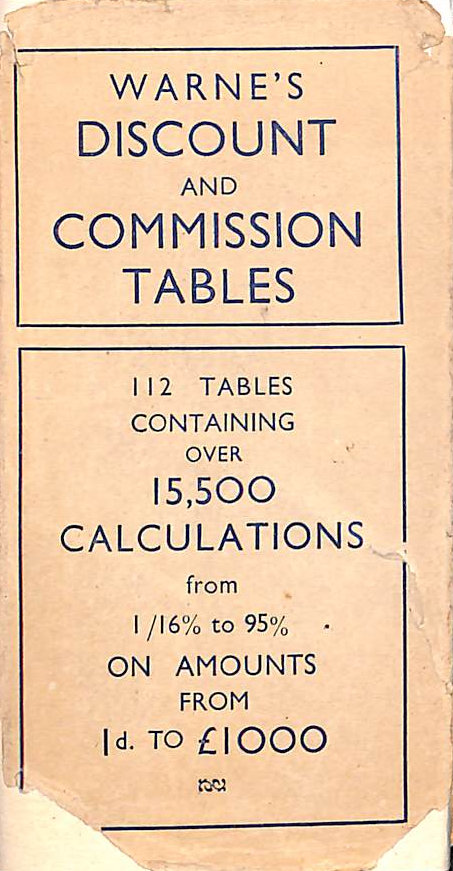 WARNE'S
DISCOUNT
AND
COMMISSION
TABLES
112 TABLES
CONTAINING
OVER
15,500
CALCULATIONS
from
1/16% to 95%
ON AMOUNTS
FROM
1d. TO £1000